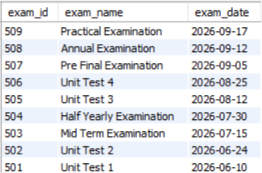 exam_id exam_name exam_date
509 Practical Examination 2026-09-17
508 Annual Examination 2026-09-12
507 Pre Final Examination 2026-09-05
506 Unit Test 4 2026-08-25
505 Unit Test 3 2026-08-12
504 Half Yearly Examination 2026-07-30
503 Mid Term Examination 2026-07-15
502 Unit Test 2 2026-06-24
501 Unit Test 1 2026-06-10